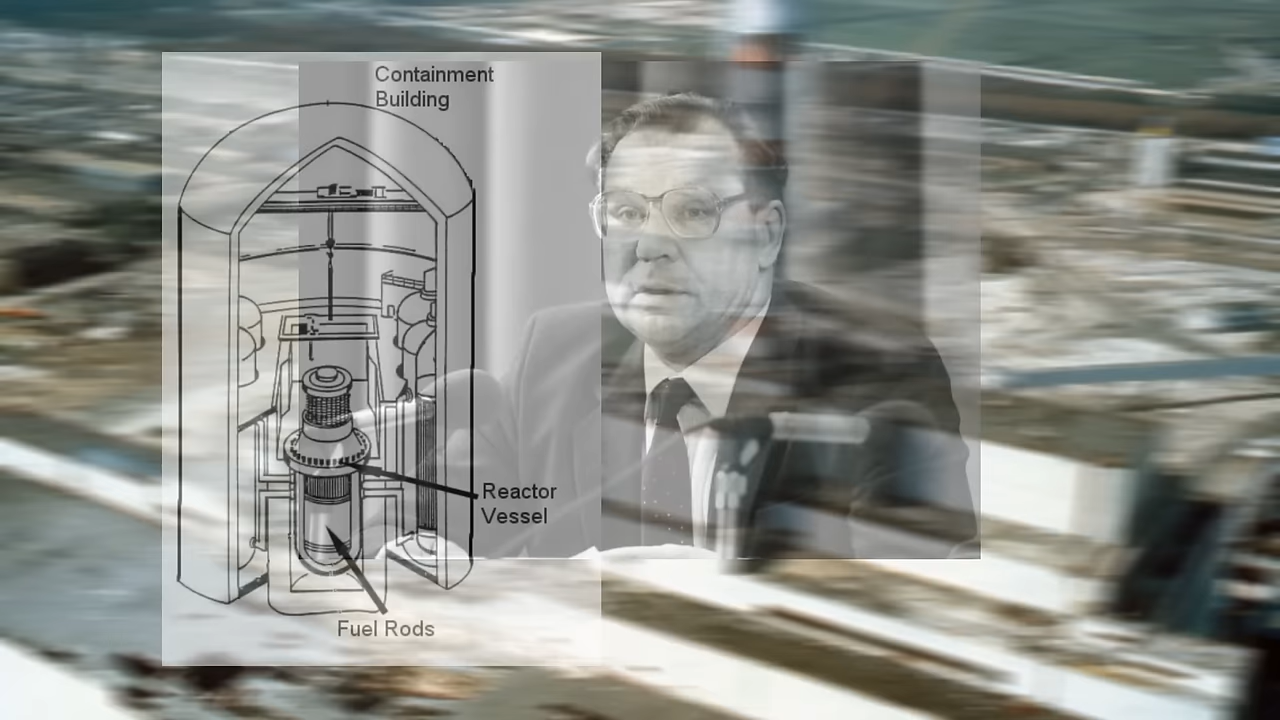 Containment
Building
Reactor
Vessel
Fuel Rods